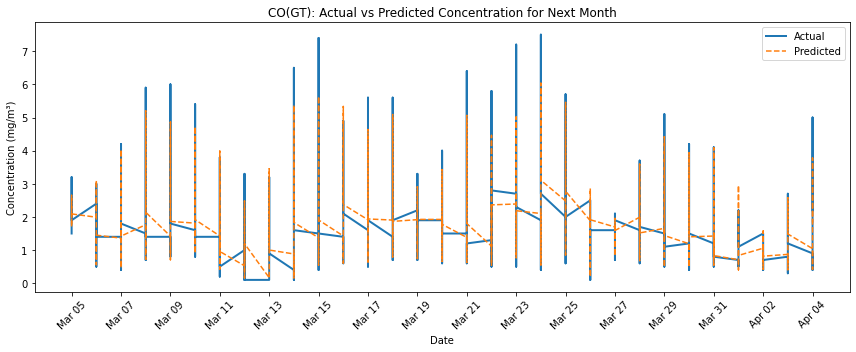 CO(GT): Actual vs Predicted Concentration for Next Month
Actual
Predicted
Concentration (mg/m³)
7
6
5
4
3
2
1
0
Mar 05
Mar 07
Mar 09
Mar 11
Mar 13
Mar 15
Mar 17
Mar 19
Mar 21
Mar 23
Mar 25
Mar 27
Mar 29
Mar 31
Apr 02
Apr 04
Date